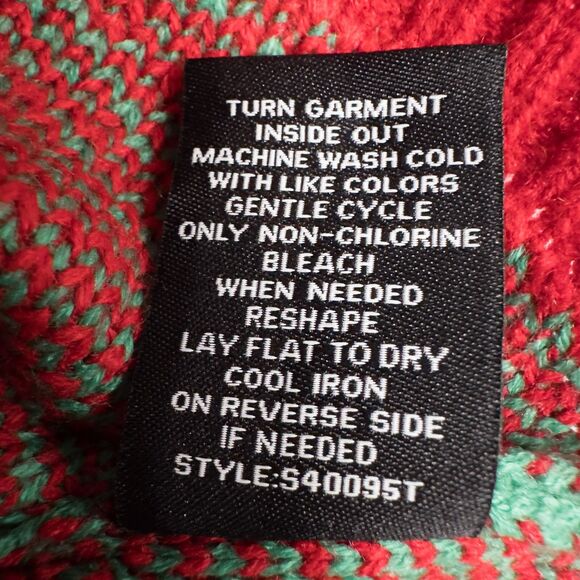 TURN GARMENT
INSIDE OUT
MACHINE WASH COLD
WITH LIKE COLORS
GENTLE CYCLE
ONLY NON-CHLORINE
BLEACH
WHEN NEEDED
RESHAPE
LAY FLAT TO DRY
COOL IRON
ON REVERSE SIDE
IF NEEDED
STYLE:S40095T